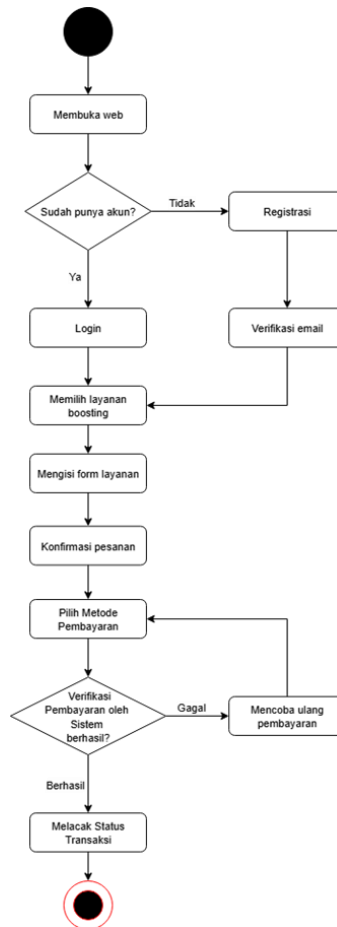 Membuka web
Sudah punya akun?
Tidak
Registrasi
Ya
Login
Verifikasi email
Memilih layanan
boosting
Mengisi form layanan
Konfirmasi pesanan
Pilih Metode
Pembayaran
Verifikasi
Pembayaran oleh
Sistem
berhasil?
Gagal
Mencoba ulang
pembayaran
Berhasil
Melacak Status
Transaksi